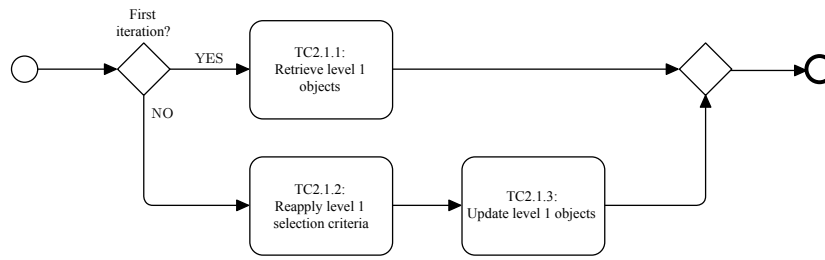 First
iteration?
YES
TC2.1.1:
Retrieve level 1
objects
NO
TC2.1.2:
Reapply level 1
selection criteria
TC2.1.3:
Update level 1 objects